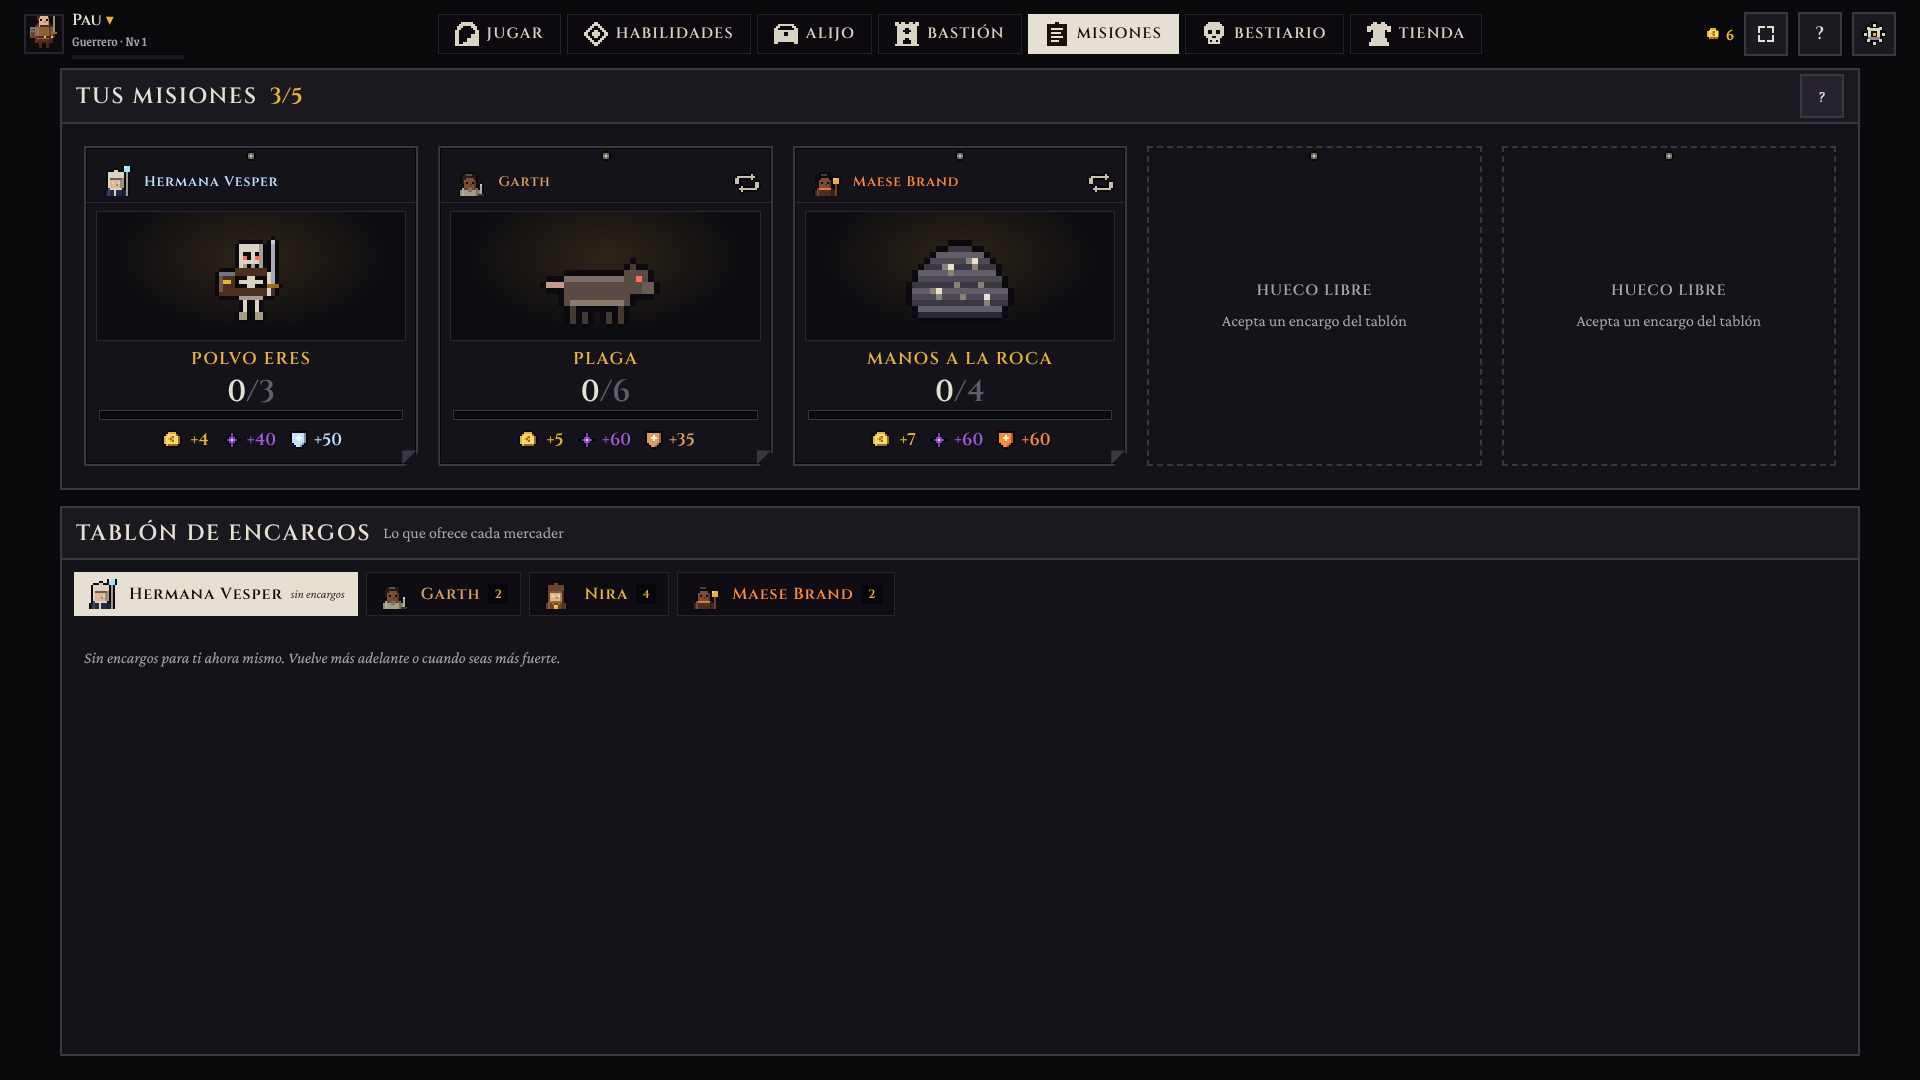 Pau ▾
Guerrero · Nv 1
JUGAR
HABILIDADES
ALIJO
BASTIÓN
MISIONES
BESTIARIO
TIENDA
6
?
TUS MISIONES 3/5
?
Hermana Vesper
Garth
Maese Brand
POLVO ERES
PLAGA
MANOS A LA ROCA
HUECO LIBRE
Acepta un encargo del tablón
HUECO LIBRE
Acepta un encargo del tablón
0/3
0/6
0/4
+4 +40 +50
+5 +60 +35
+7 +60 +60
TABLÓN DE ENCARGOS Lo que ofrece cada mercader
Hermana Vesper sin encargos
Garth 2
Nira 4
Maese Brand 2
Sin encargos para ti ahora mismo. Vuelve más adelante o cuando seas más fuerte.